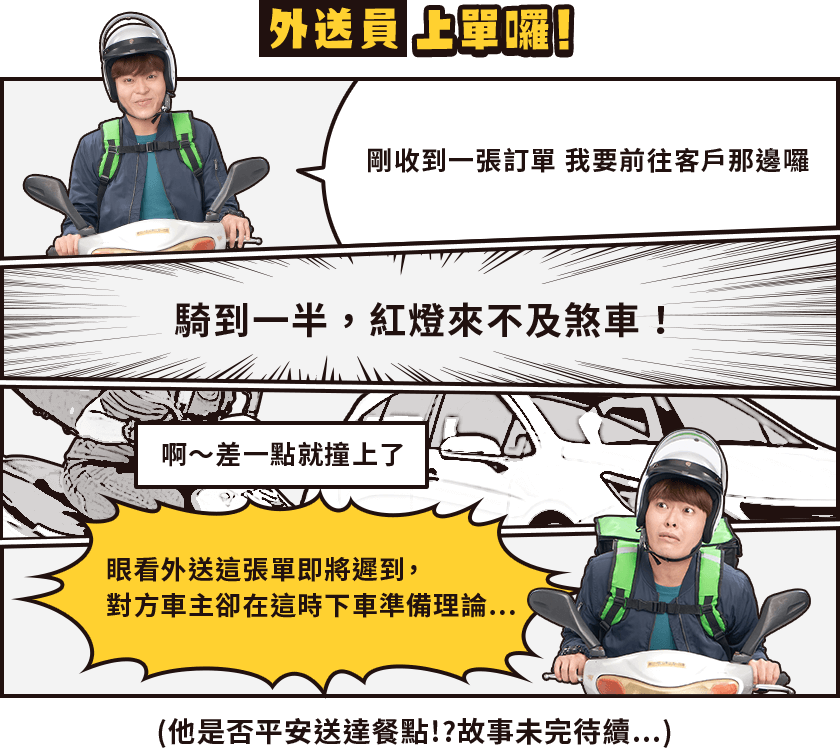 外送員上單囉!
剛收到一張訂單 我要前往客戶那邊囉
騎到一半，紅燈來不及煞車！
啊～差一點就撞上了
眼看外送這張單即將遲到，
對方車主卻在這時下車準備理論...
(他是否平安送達餐點!?故事未完待續...)